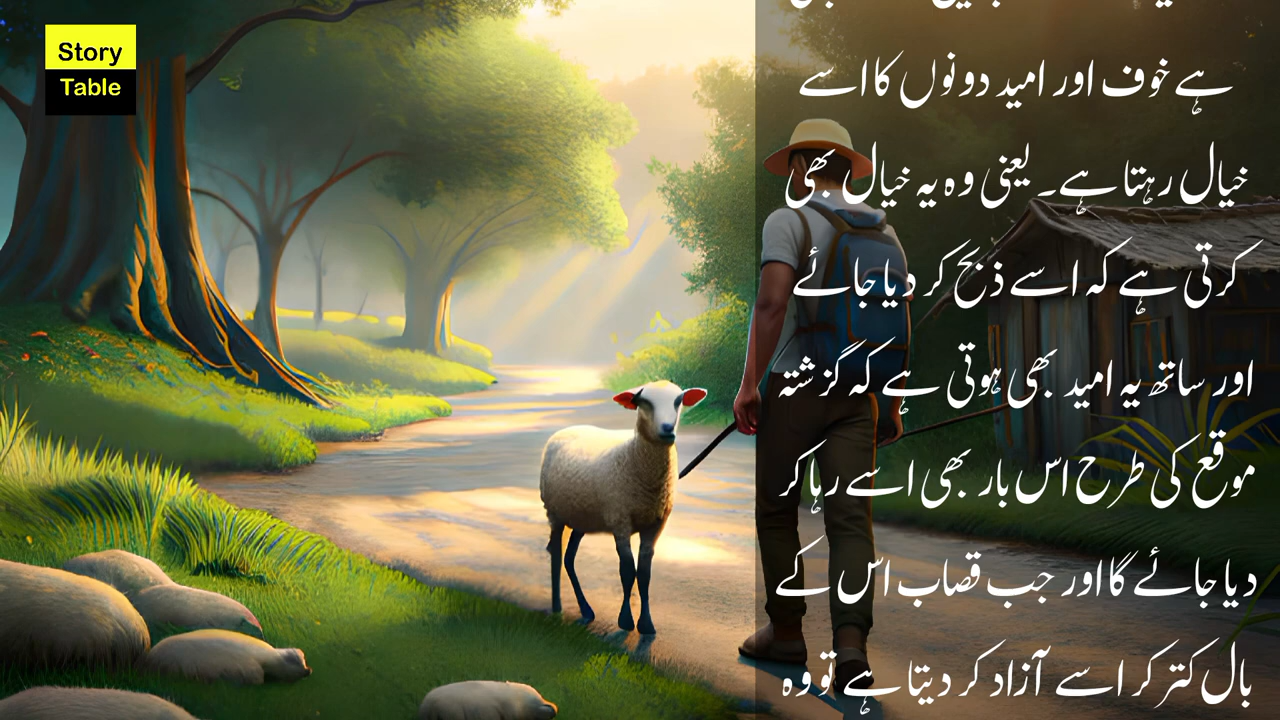 Story
Table
ہے خوف اور امید دونوں کا اسے
خیال رہتا ہے۔ یعنی وہ یہ خیال بھی
کرتی ہے کہ اسے ذبح کر دیا جائے
اور ساتھ یہ امید بھی ہوتی ہے کہ گزشتہ
موقع کی طرح اس بار بھی اسے رہا کر
دیا جائے گا اور جب قصاب اس کے
بال کتر کر اسے آزاد کر دیتا ہے تو وہ